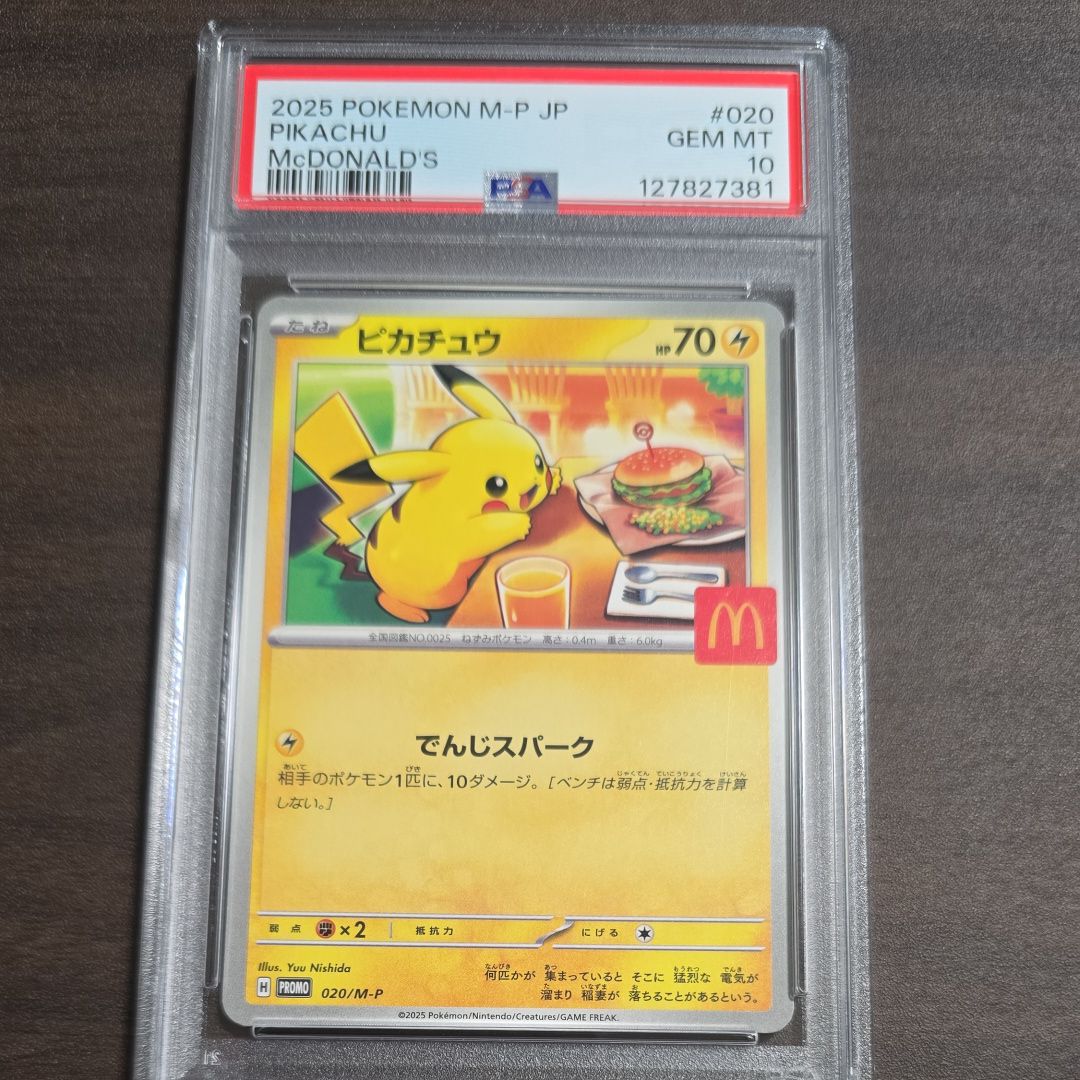 2025 POKEMON M-P JP #020
PIKACHU GEM MT
McDONALD'S 10
PSA 127827381
たね ピカチュウ HP70
全国図鑑NO.0025 ねずみポケモン 高さ:0.4m 重さ:6.0kg
でんじスパーク
相手のポケモン1匹に、10ダメージ。[ベンチは弱点・抵抗力を計算
しない。]
弱点 ×2 抵抗力 にげる
Illus. Yuu Nishida
何匹かが 集まっていると そこに 猛烈な 電気が
溜まり 稲妻が 落ちることがあるという。
H PROMO 020/M-P
©2025 Pokémon/Nintendo/Creatures/GAME FREAK.